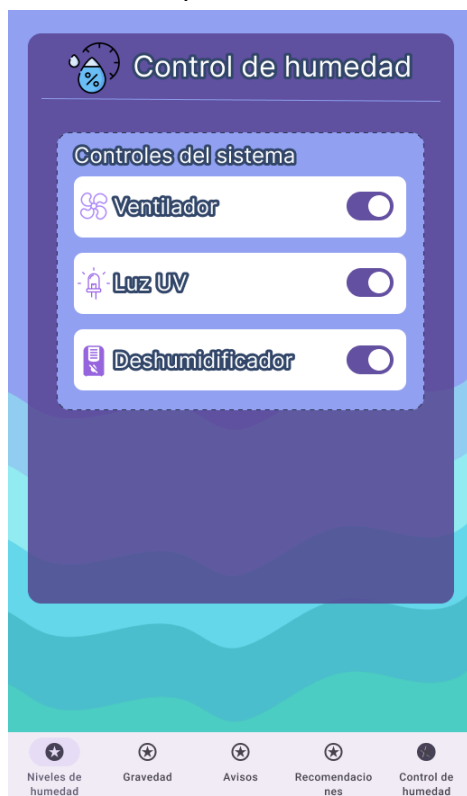 %
Control de humedad
Controles del sistema
Ventilador
Luz UV
Deshumidificador
Niveles de
humedad
Gravedad
Avisos
Recomendacio
nes
Control de
humedad